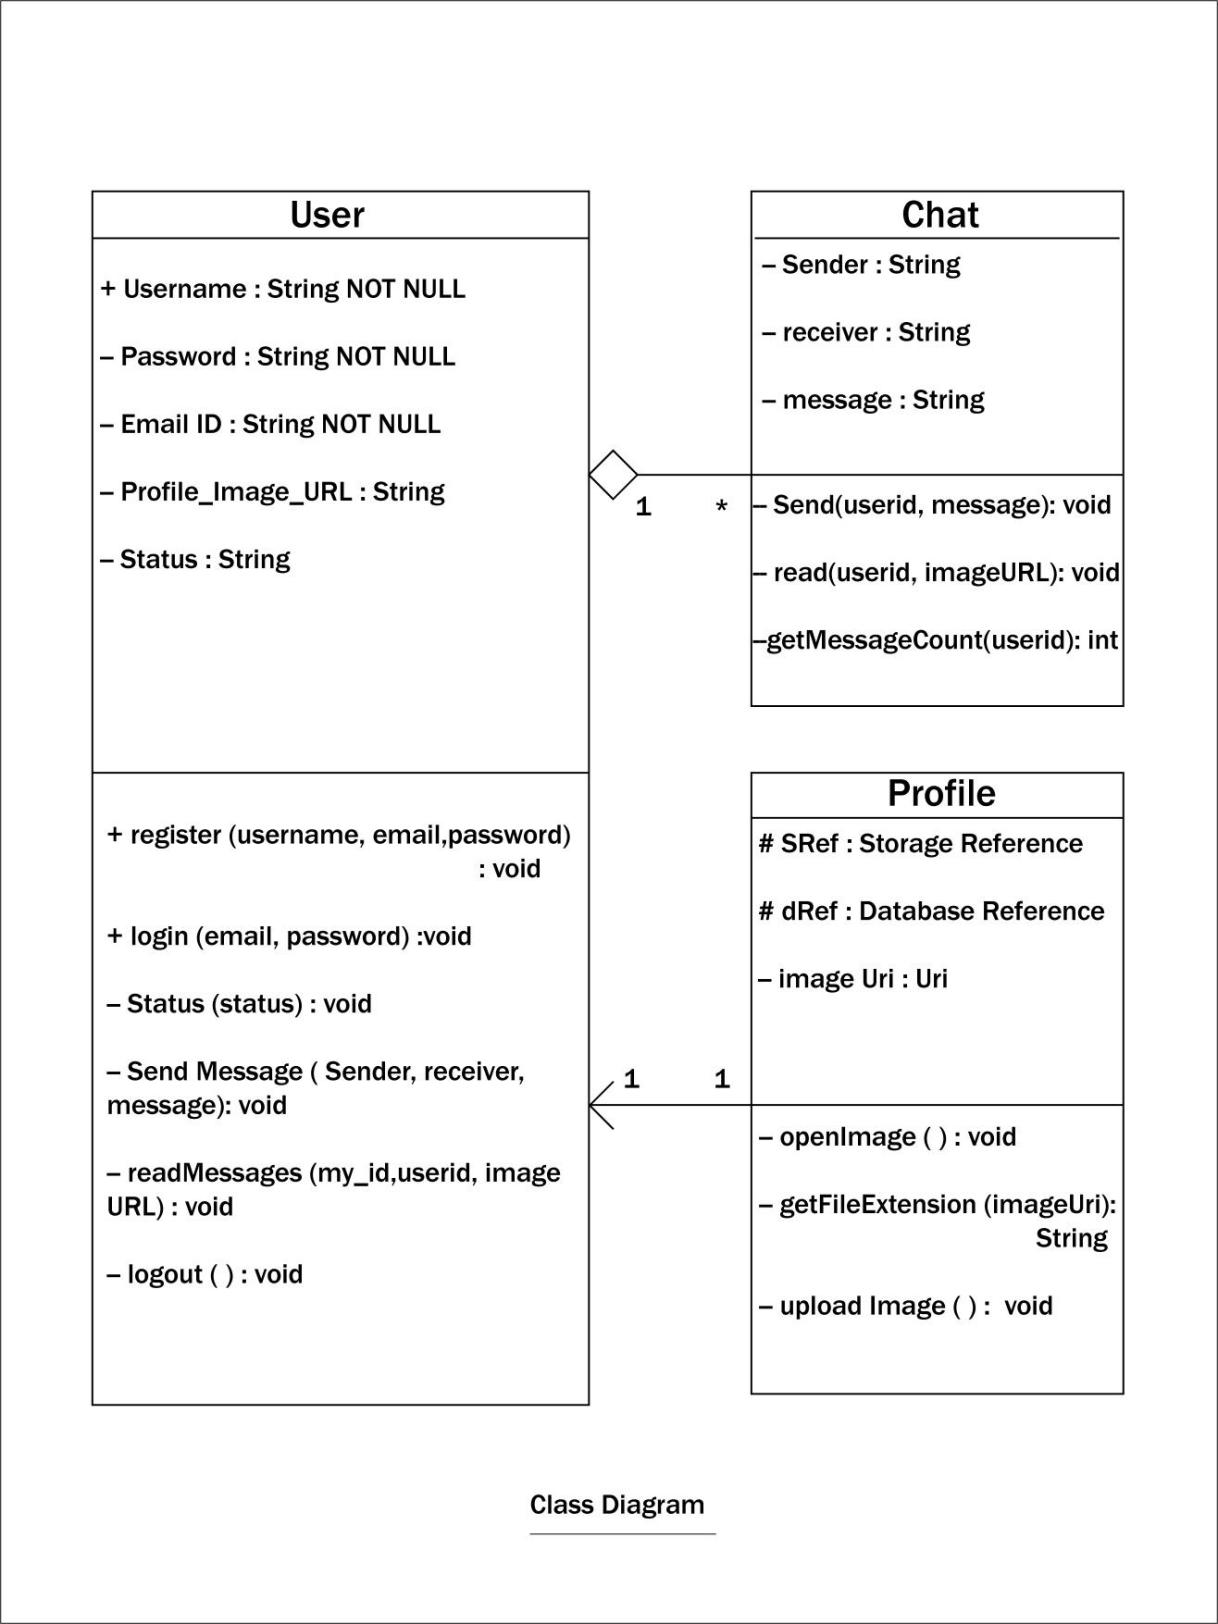 User
+ Username : String NOT NULL
– Password : String NOT NULL
– Email ID : String NOT NULL
– Profile_Image_URL : String
– Status : String
+ register (username, email,password)
: void
+ login (email, password) :void
– Status (status) : void
– Send Message ( Sender, receiver,
message): void
– readMessages (my_id,userid, image
URL) : void
– logout ( ) : void
1 *
Chat
– Sender : String
– receiver : String
– message : String
– Send(userid, message): void
– read(userid, imageURL): void
–getMessageCount(userid): int
1 1
Profile
# SRef : Storage Reference
# dRef : Database Reference
– image Uri : Uri
– openImage ( ) : void
– getFileExtension (imageUri):
String
– upload Image ( ) : void
Class Diagram